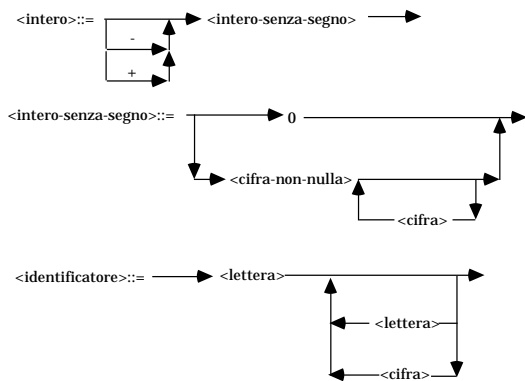 <intero>::= <intero-senza-segno>
-
+
<intero-senza-segno>::= 0
<cifra-non-nulla>
<cifra>
<identificatore>::= <lettera>
<lettera>
<cifra>